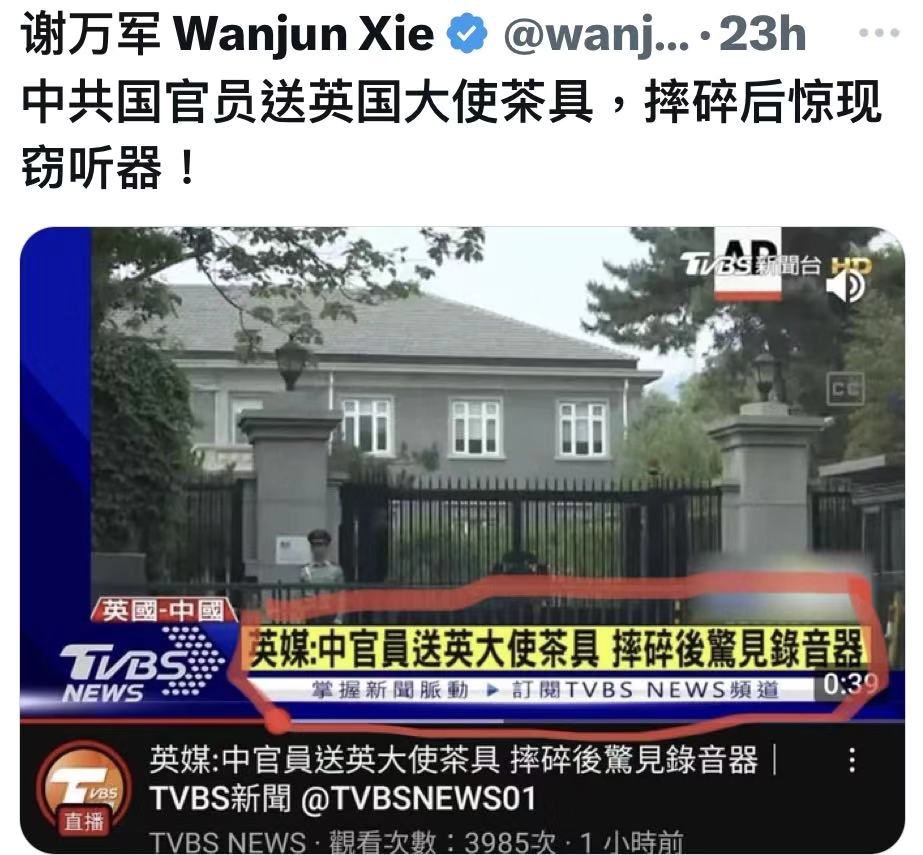 谢万军 Wanjun Xie @wanj... · 23h
中共国官员送英国大使茶具，摔碎后惊现
窃听器！
AP
TVBS新聞台 HD
CC
英國-中國
TVBS
NEWS
英媒:中官員送英大使茶具 摔碎後驚見錄音器
掌握新聞脈動 ▶ 訂閱TVBS NEWS頻道
0:39
TVBS
直播
英媒:中官員送英大使茶具 摔碎後驚見錄音器｜
TVBS新聞 @TVBSNEWS01
TVBS NEWS · 觀看次數：3985次 · 1 小時前